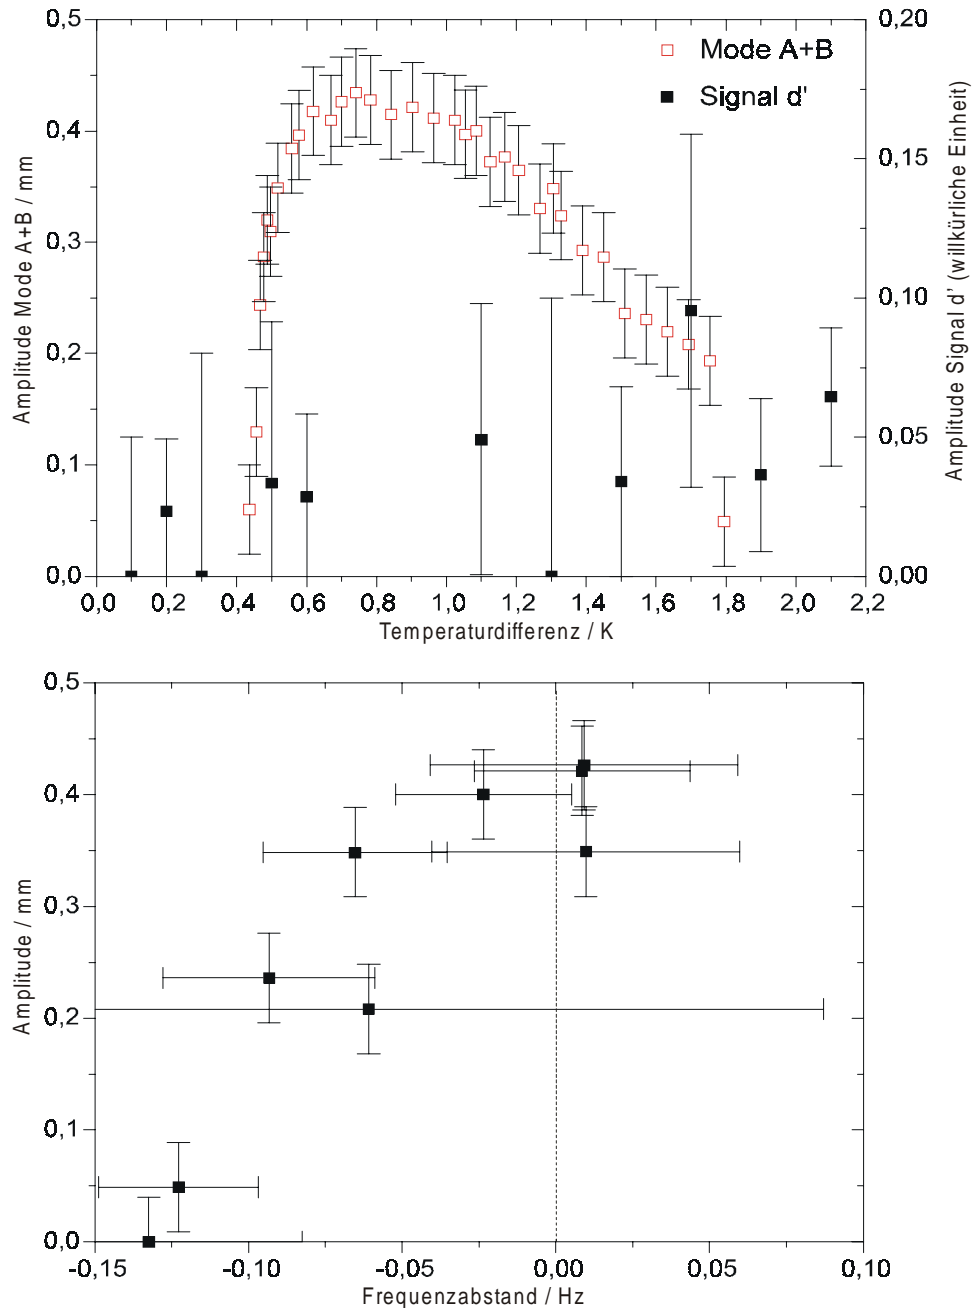 Mode A+B
Signal d'
Amplitude Mode A+B / mm
0,5
0,4
0,3
0,2
0,1
0,0
0,20
0,15
0,10
0,05
0,00
Amplitude Signal d' (willkürliche Einheit)
0,0 0,2 0,4 0,6 0,8 1,0 1,2 1,4 1,6 1,8 2,0 2,2
Temperaturdifferenz / K
Amplitude / mm
0,5
0,4
0,3
0,2
0,1
0,0
-0,15 -0,10 -0,05 0,00 0,05 0,10
Frequenzabstand / Hz